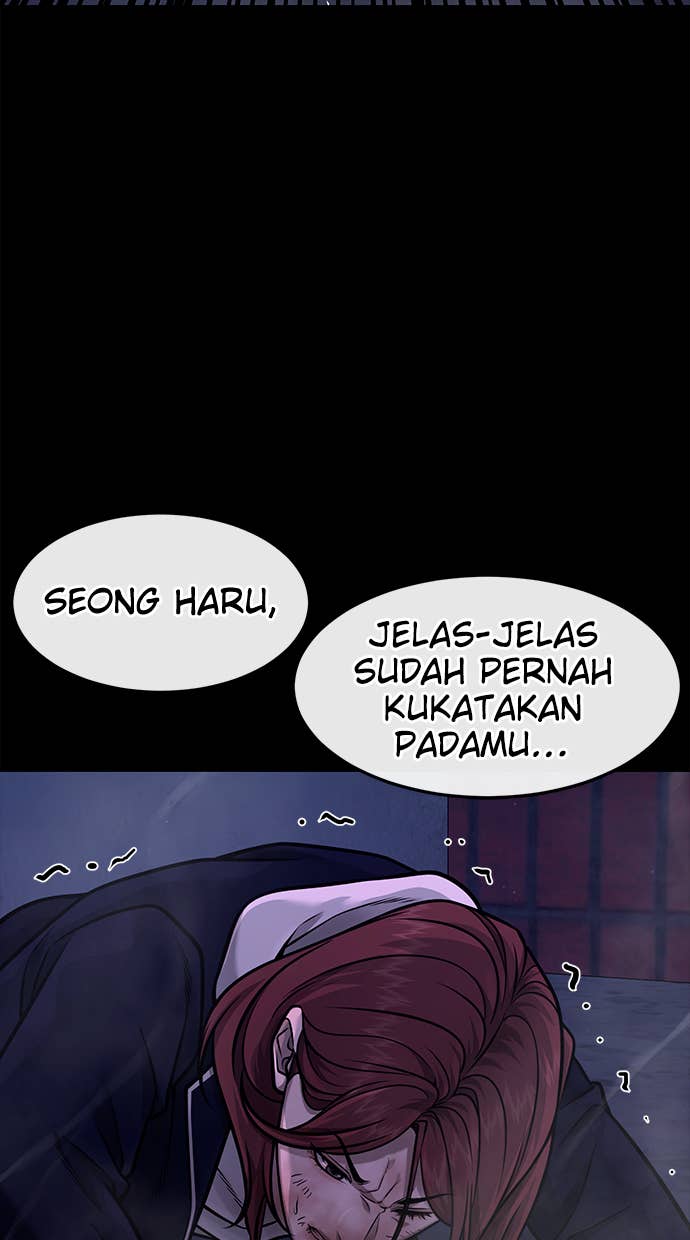 SEONG HARU,
JELAS-JELAS
SUDAH PERNAH
KUKATAKAN
PADAMU...